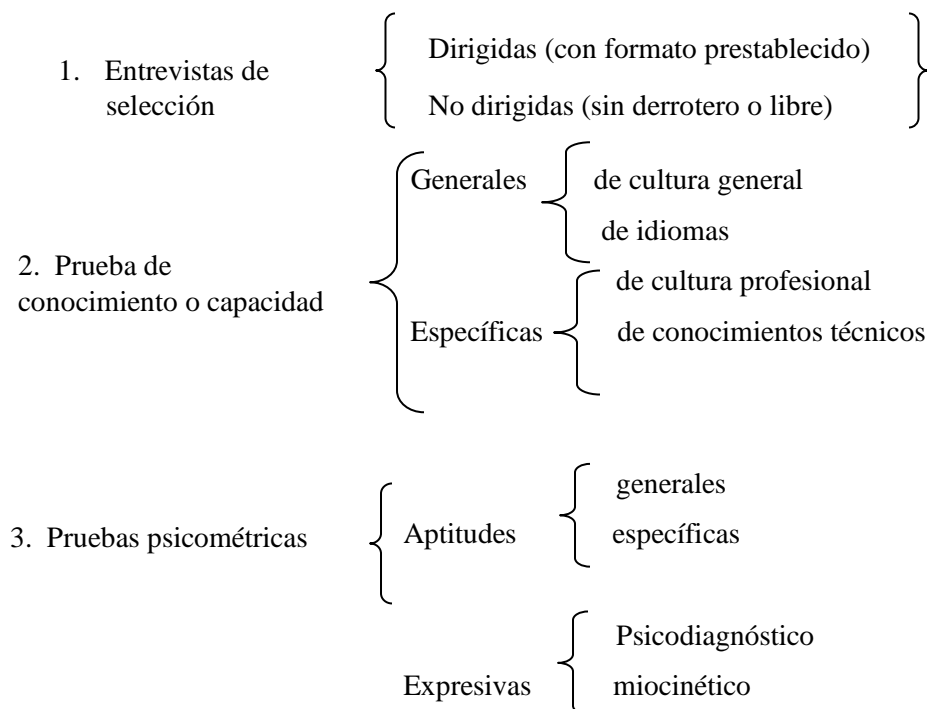 1. Entrevistas de
selección
Dirigidas (con formato prestablecido)
No dirigidas (sin derrotero o libre)
2. Prueba de
conocimiento o capacidad
Generales
de cultura general
de idiomas
Específicas
de cultura profesional
de conocimientos técnicos
3. Pruebas psicométricas
Aptitudes
generales
específicas
Expresivas
Psicodiagnóstico
miocinético